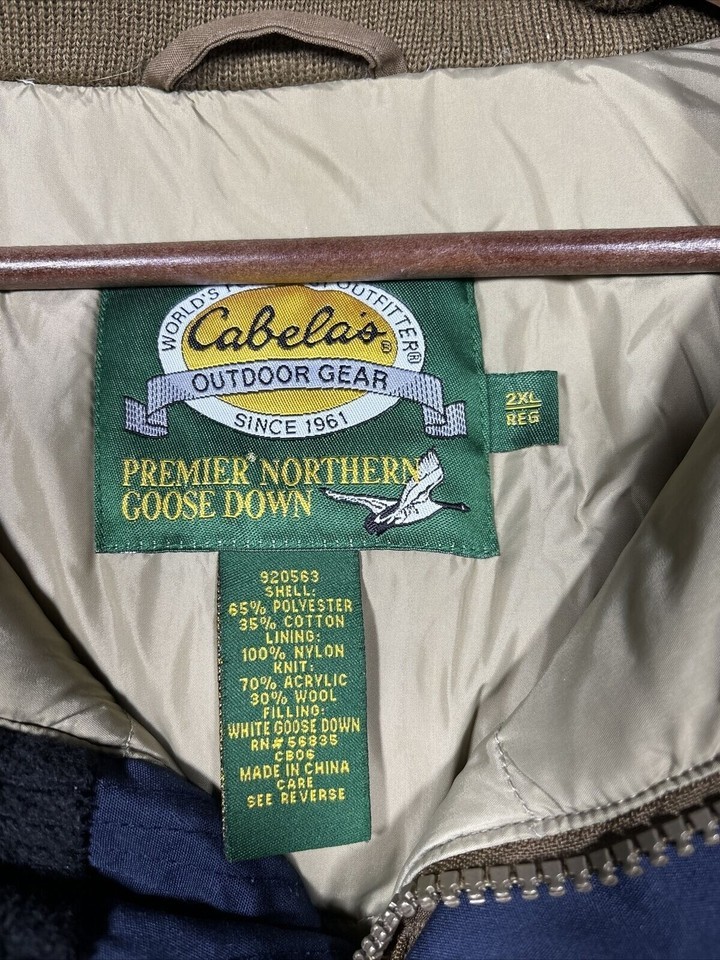 WORLD'S OUTFITTER®
Cabela's®
OUTDOOR GEAR
SINCE 1961
PREMIER® NORTHERN
GOOSE DOWN
2XL
REG
920563
SHELL:
65% POLYESTER
35% COTTON
LINING:
100% NYLON
KNIT:
70% ACRYLIC
30% WOOL
FILLING:
WHITE GOOSE DOWN
RN# 56835
CB06
MADE IN CHINA
CARE
SEE REVERSE